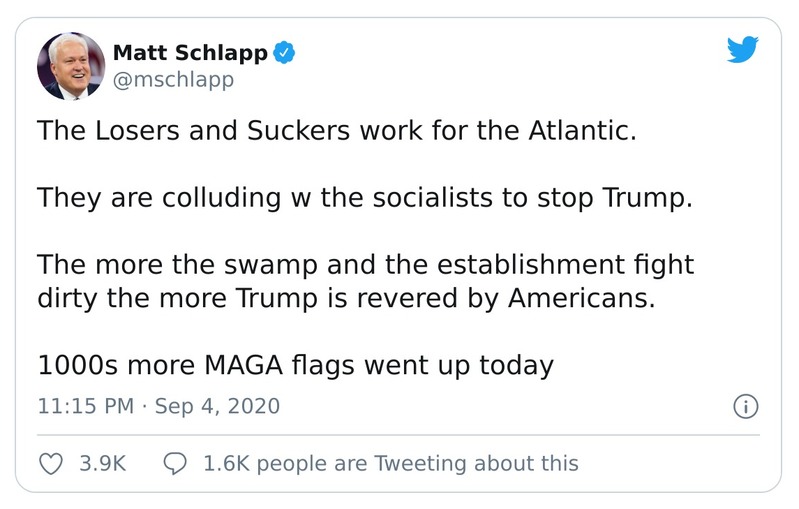 Matt Schlapp
@mschlapp
The Losers and Suckers work for the Atlantic.
They are colluding w the socialists to stop Trump.
The more the swamp and the establishment fight
dirty the more Trump is revered by Americans.
1000s more MAGA flags went up today
11:15 PM · Sep 4, 2020
3.9K 1.6K people are Tweeting about this